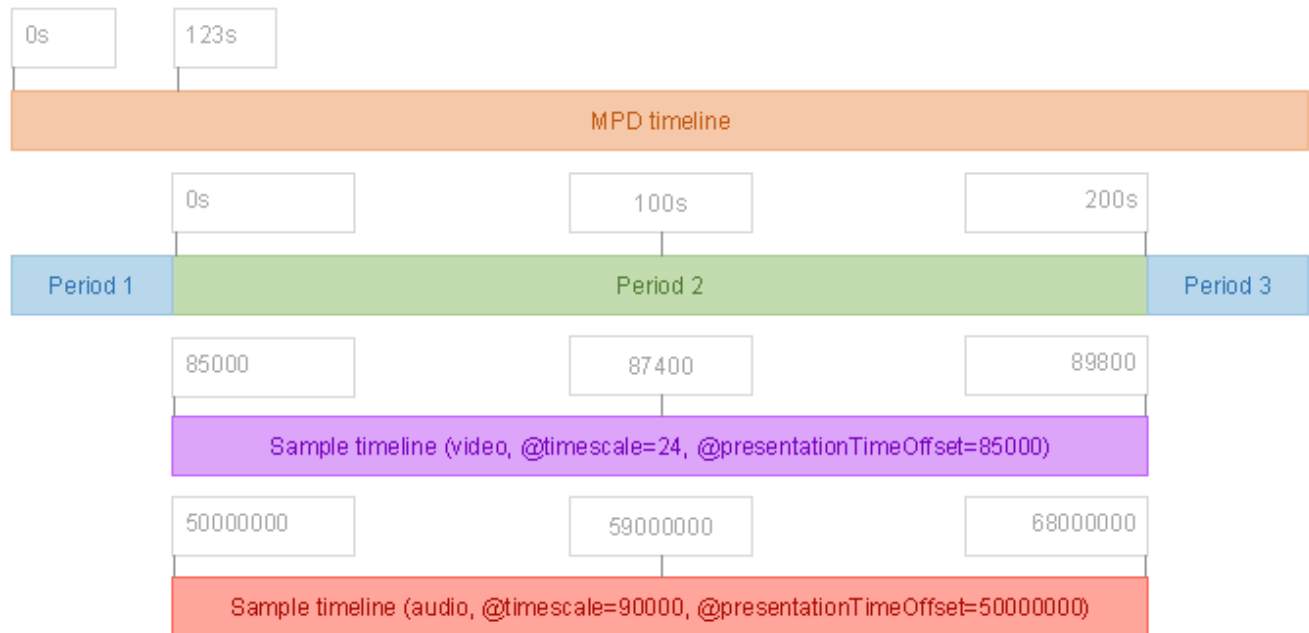 0s
123s
MPD timeline
0s
100s
200s
Period 1
Period 2
Period 3
85000
87400
89800
Sample timeline (video, @timescale=24, @presentationTimeOffset=85000)
50000000
59000000
68000000
Sample timeline (audio, @timescale=90000, @presentationTimeOffset=50000000)